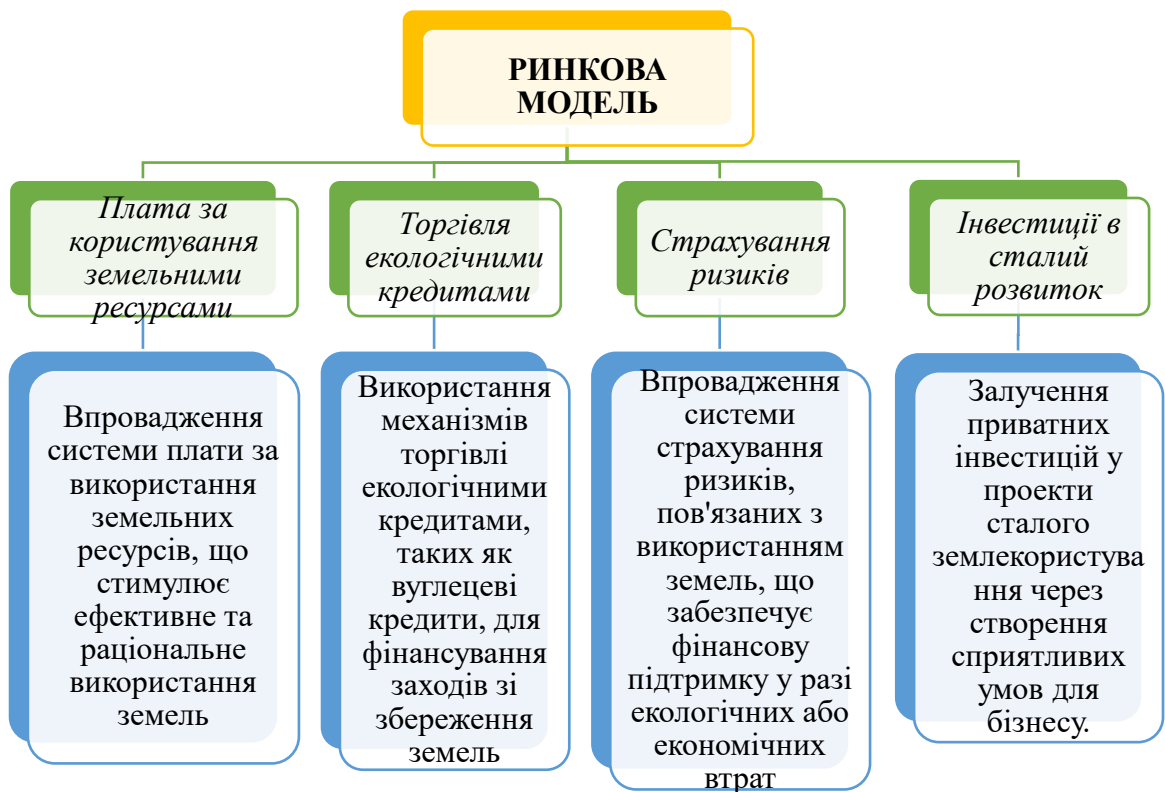 РИНКОВА
МОДЕЛЬ
Плата за
користування
земельними
ресурсами
Торгівля
екологічними
кредитами
Страхування
ризиків
Інвестиції в
сталий
розвиток
Впровадження
системи плати за
використання
земельних
ресурсів, що
стимулює
ефективне та
раціональне
використання
земель
Використання
механізмів
торгівлі
екологічними
кредитами,
таких як
вуглецеві
кредити, для
фінансування
заходів зі
збереження
земель
Впровадження
системи
страхування
ризиків,
пов'язаних з
використанням
земель, що
забезпечує
фінансову
підтримку у разі
екологічних або
економічних
втрат
Залучення
приватних
інвестицій у
проекти
сталого
землекористува
ння через
створення
сприятливих
умов для
бізнесу.